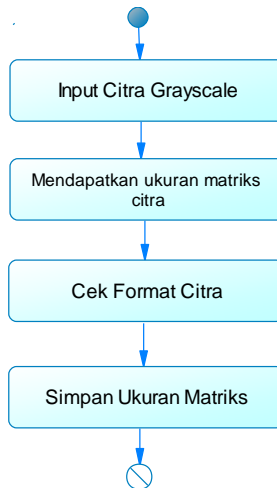 Input Citra Grayscale
Mendapatkan ukuran matriks
citra
Cek Format Citra
Simpan Ukuran Matriks